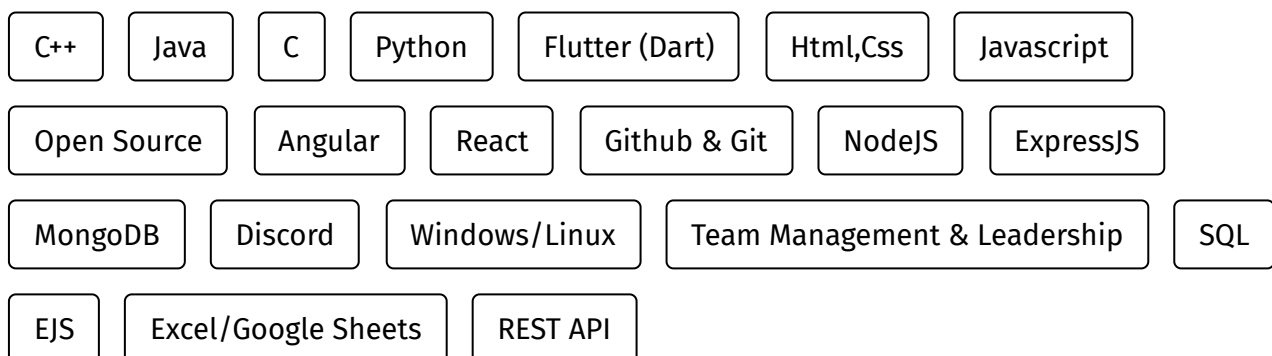 C++ Java C Python Flutter (Dart) Html,Css Javascript
Open Source Angular React Github & Git NodeJS ExpressJS
MongoDB Discord Windows/Linux Team Management & Leadership SQL
EJS Excel/Google Sheets REST API